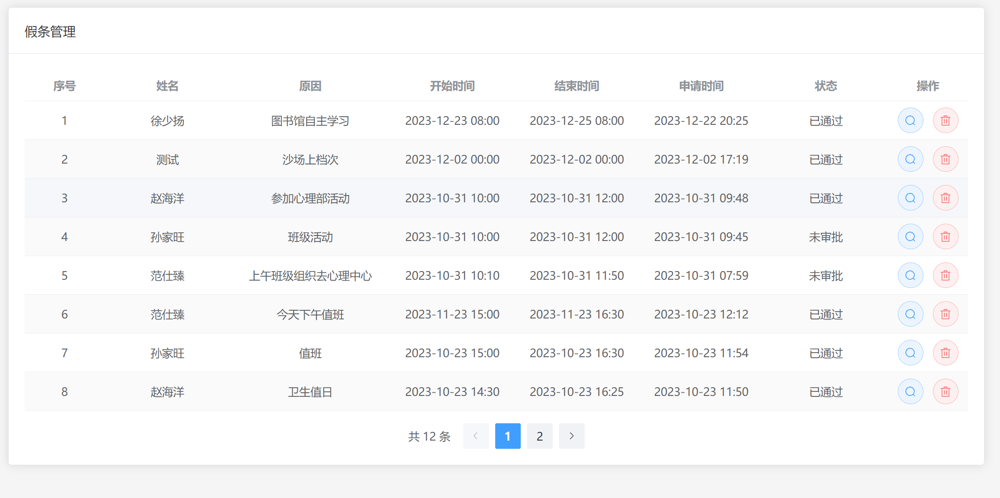 假条管理
序号 姓名 原因 开始时间 结束时间 申请时间 状态 操作
1 徐少扬 图书馆自主学习 2023-12-23 08:00 2023-12-25 08:00 2023-12-22 20:25 已通过
2 测试 沙场上档次 2023-12-02 00:00 2023-12-02 00:00 2023-12-02 17:19 已通过
3 赵海洋 参加心理部活动 2023-10-31 10:00 2023-10-31 12:00 2023-10-31 09:48 已通过
4 孙家旺 班级活动 2023-10-31 10:00 2023-10-31 12:00 2023-10-31 09:45 未审批
5 范仕臻 上午班级组织去心理中心 2023-10-31 10:10 2023-10-31 11:50 2023-10-31 07:59 未审批
6 范仕臻 今天下午值班 2023-11-23 15:00 2023-11-23 16:30 2023-10-23 12:12 已通过
7 孙家旺 值班 2023-10-23 15:00 2023-10-23 16:30 2023-10-23 11:54 已通过
8 赵海洋 卫生值日 2023-10-23 14:30 2023-10-23 16:25 2023-10-23 11:50 已通过
共 12 条 1 2